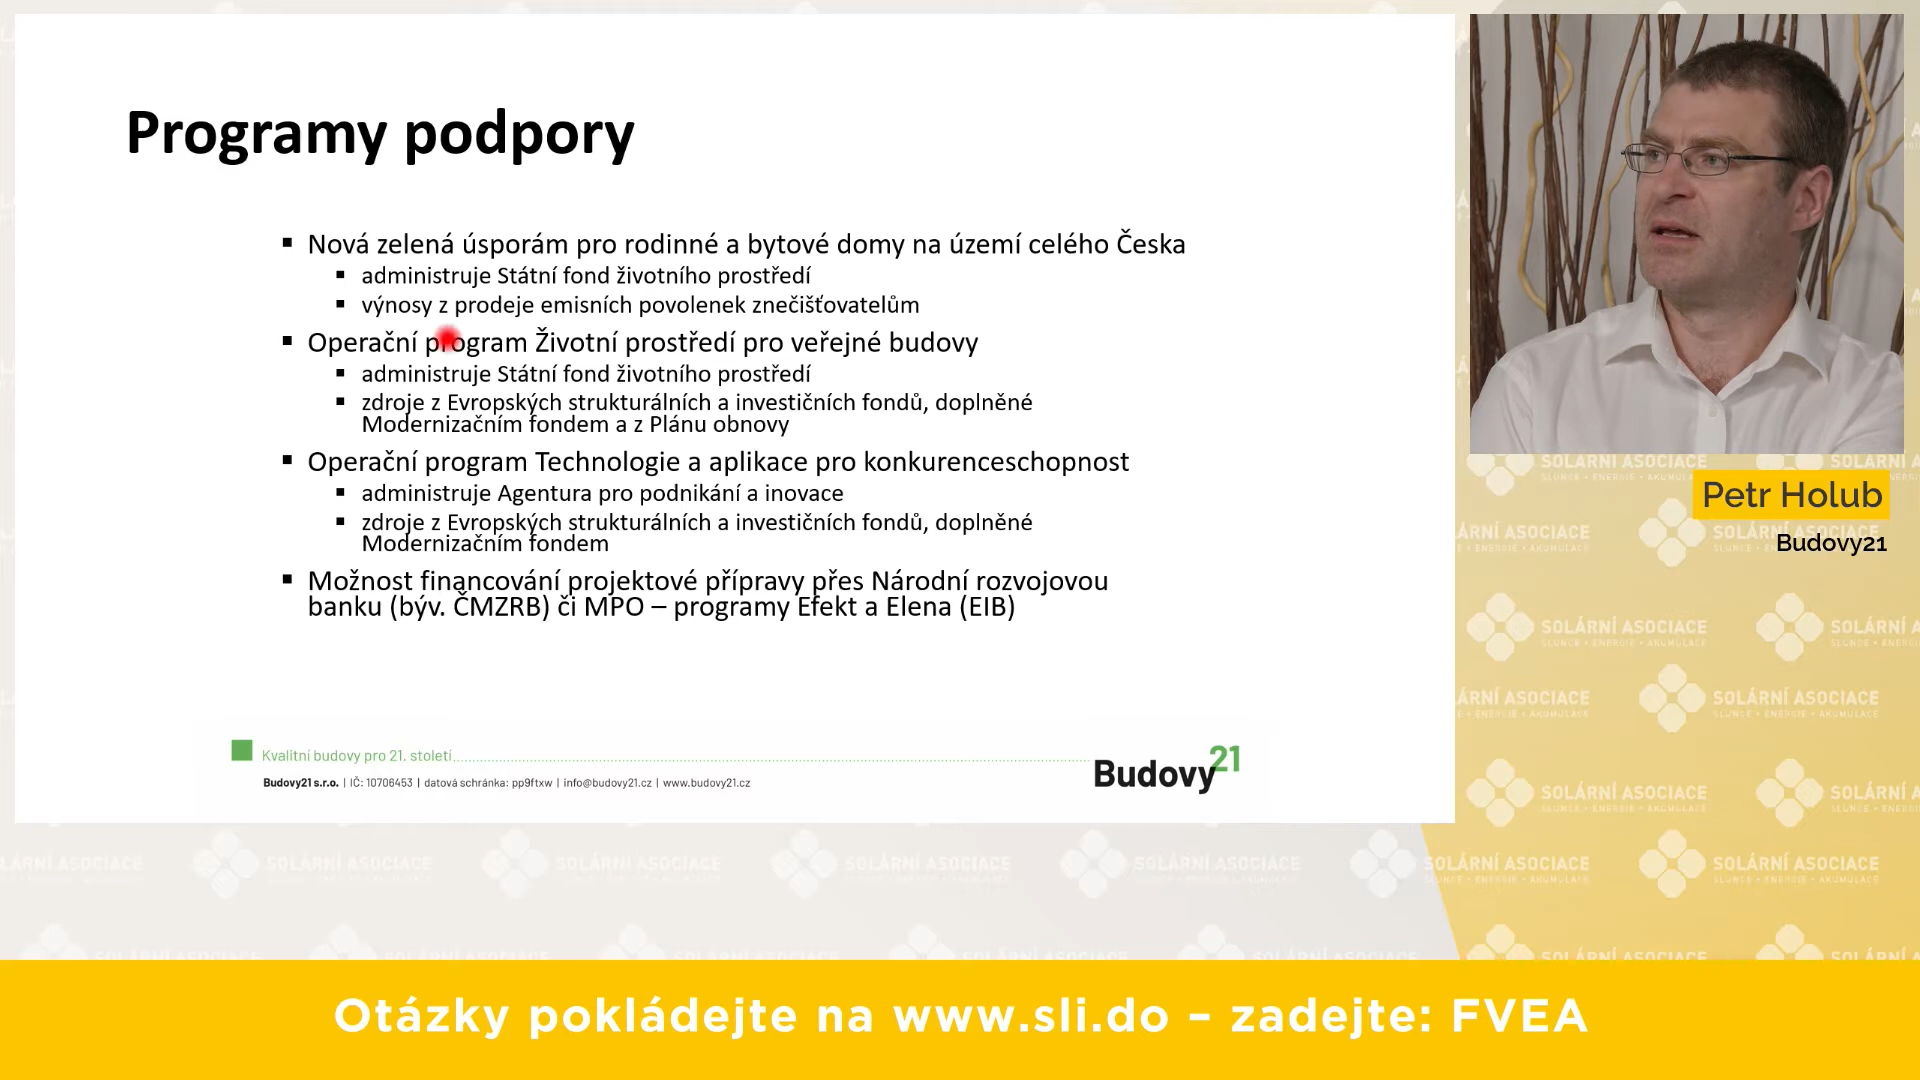 Programy podpory
▪ Nová zelená úsporám pro rodinné a bytové domy na území celého Česka
▪ administruje Státní fond životního prostředí
▪ výnosy z prodeje emisních povolenek znečišťovatelům
▪ Operační program Životní prostředí pro veřejné budovy
▪ administruje Státní fond životního prostředí
▪ zdroje z Evropských strukturálních a investičních fondů, doplněné
Modernizačním fondem a z Plánu obnovy
▪ Operační program Technologie a aplikace pro konkurenceschopnost
▪ administruje Agentura pro podnikání a inovace
▪ zdroje z Evropských strukturálních a investičních fondů, doplněné
Modernizačním fondem
▪ Možnost financování projektové přípravy přes Národní rozvojovou
banku (býv. ČMZRB) či MPO – programy Efekt a Elena (EIB)
Kvalitní budovy pro 21. století
Budovy21 s.r.o. | IČ: 10706453 | datová schránka: pp9ftxw | info@budovy21.cz | www.budovy21.cz
Budovy21
Petr Holub
Budovy21
SOLÁRNÍ ASOCIACE
SLUNCE • ENERGIE • AKUMULACE
Otázky pokládejte na www.sli.do – zadejte: FVEA